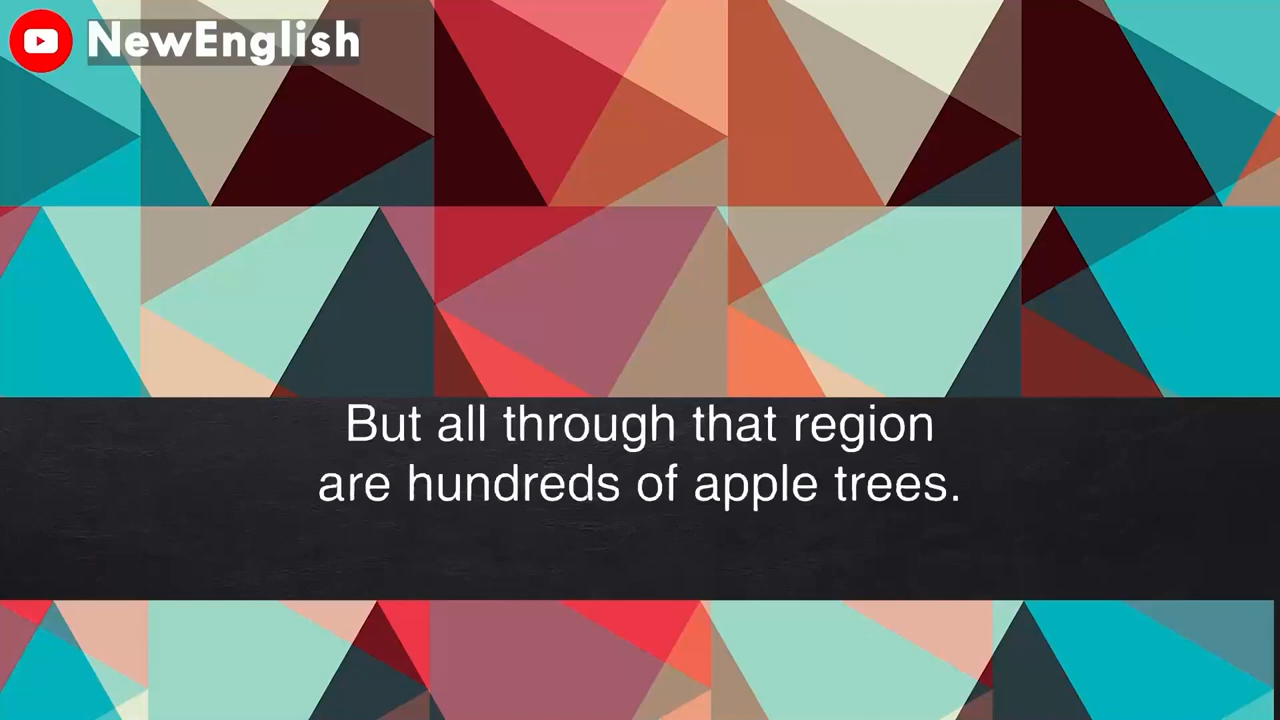 NewEnglish
But all through that region
are hundreds of apple trees.